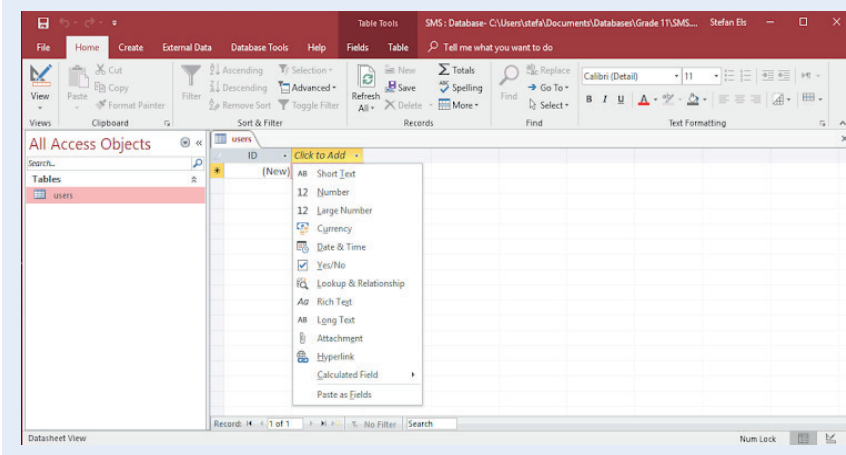 Table Tools SMS : Database- C:\Users\stefa\Documents\Databases\Grade 11\SMS.... Stefan Els
File Home Create External Data Database Tools Help Fields Table Tell me what you want to do
View
Views
Paste
Cut
Copy
Format Painter
Clipboard
Filter
Ascending
Descending
Remove Sort
Selection
Advanced
Toggle Filter
Sort & Filter
Refresh
All
New
Save
Delete
Totals
Spelling
More
Records
Find
Replace
Go To
Select
Find
Calibri (Detail) 11
B I U A
Text Formatting
All Access Objects
Search...
Tables
users
users
ID Click to Add
(New)
AB Short Text
12 Number
12 Large Number
Currency
Date & Time
Yes/No
Lookup & Relationship
Aa Rich Text
AB Long Text
Attachment
Hyperlink
Calculated Field
Paste as Fields
Record: 1 of 1 No Filter Search
Datasheet View Num Lock